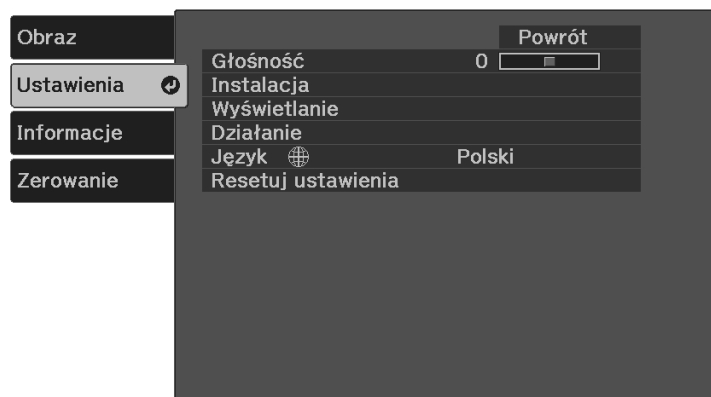 Obraz
Ustawienia
Informacje
Zerowanie
Powrót
Głośność 0
Instalacja
Wyświetlanie
Działanie
Język Polski
Resetuj ustawienia